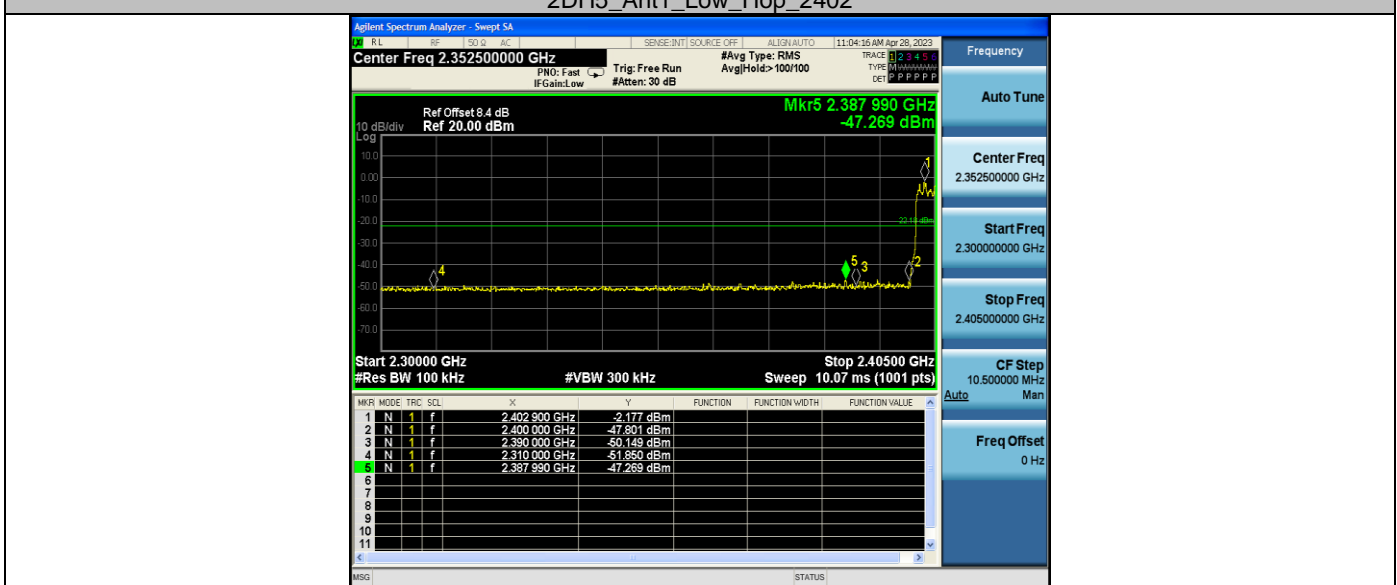 2DH5_Ant1_Low_Hop_2402
Agilent Spectrum Analyzer - Swept SA
RL RF 50 Ω AC SENSE:INT SOURCE OFF ALIGN AUTO 11:04:16 AM Apr 28, 2023
Center Freq 2.352500000 GHz
PNO: Fast
IFGain:Low
Trig: Free Run
#Atten: 30 dB
#Avg Type: RMS
Avg|Hold:> 100/100
TRACE 1 2 3 4 5 6
TYPE M W W W W W
DET P P P P P P
Ref Offset 8.4 dB
Ref 20.00 dBm
10 dB/div
Log
Mkr5 2.387 990 GHz
-47.269 dBm
10.0
0.00
-10.0
-20.0
-30.0
-40.0
-50.0
-60.0
-70.0
1
2
3
4
5
Start 2.30000 GHz
Stop 2.40500 GHz
#Res BW 100 kHz
#VBW 300 kHz
Sweep 10.07 ms (1001 pts)
MKR MODE TRC SCL X Y FUNCTION FUNCTION WIDTH FUNCTION VALUE
1 N 1 f 2.402 900 GHz -2.177 dBm
2 N 1 f 2.400 000 GHz -47.801 dBm
3 N 1 f 2.390 000 GHz -50.149 dBm
4 N 1 f 2.310 000 GHz -51.850 dBm
5 N 1 f 2.387 990 GHz -47.269 dBm
6
7
8
9
10
11
MSG
STATUS
Frequency
Auto Tune
Center Freq
2.352500000 GHz
Start Freq
2.300000000 GHz
Stop Freq
2.405000000 GHz
CF Step
10.500000 MHz
Auto Man
Freq Offset
0 Hz